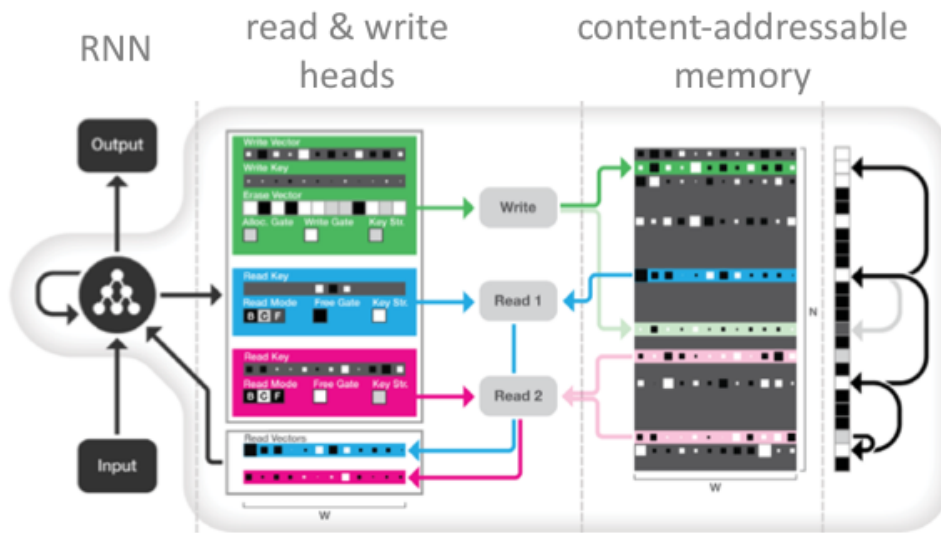 RNN
read & write
heads
content-addressable
memory
Output
Input
Write Vector
Write Key
Erase Vector
Alloc. Gate Write Gate Key Str.
Write
Read Key
Read Mode Free Gate Key Str.
B C F
Read 1
Read Key
Read Mode Free Gate Key Str.
B C F
Read 2
Read Vectors
W
N
W